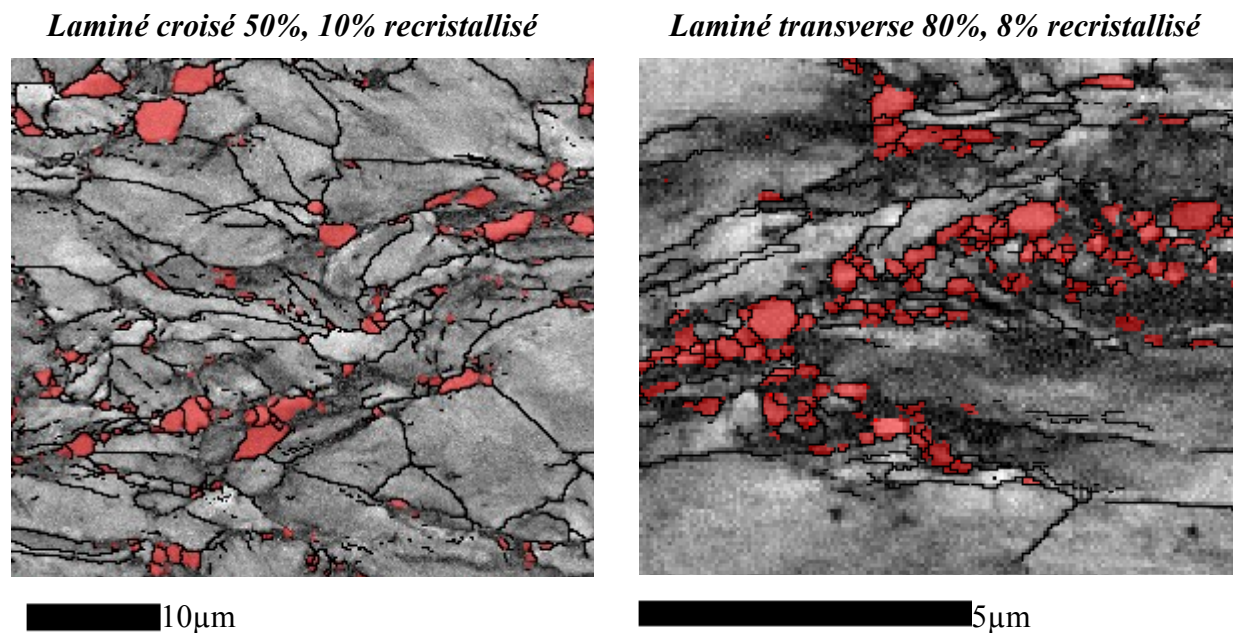 Laminé croisé 50%, 10% recristallisé
Laminé transverse 80%, 8% recristallisé
10µm
5µm